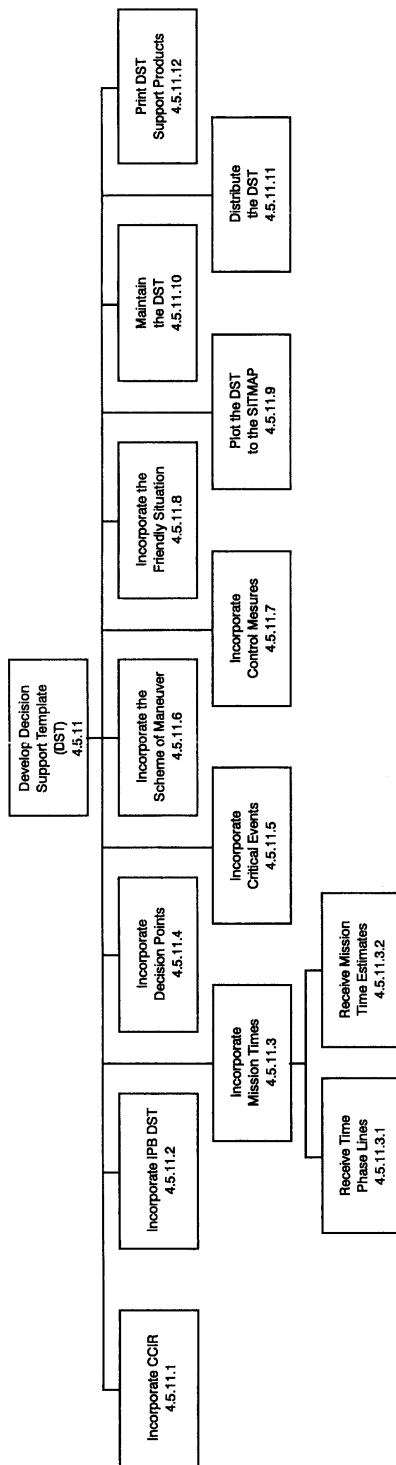 Develop Decision
Support Template
(DST)
4.5.11
Incorporate CCIR
4.5.11.1
Incorporate IPB DST
4.5.11.2
Incorporate
Mission Times
4.5.11.3
Receive Time
Phase Lines
4.5.11.3.1
Receive Mission
Time Estimates
4.5.11.3.2
Incorporate
Decision Points
4.5.11.4
Incorporate
Critical Events
4.5.11.5
Incorporate the
Scheme of Maneuver
4.5.11.6
Incorporate
Control Mesures
4.5.11.7
Incorporate the
Friendly Situation
4.5.11.8
Plot the DST
to the SITMAP
4.5.11.9
Maintain
the DST
4.5.11.10
Distribute
the DST
4.5.11.11
Print DST
Support Products
4.5.11.12